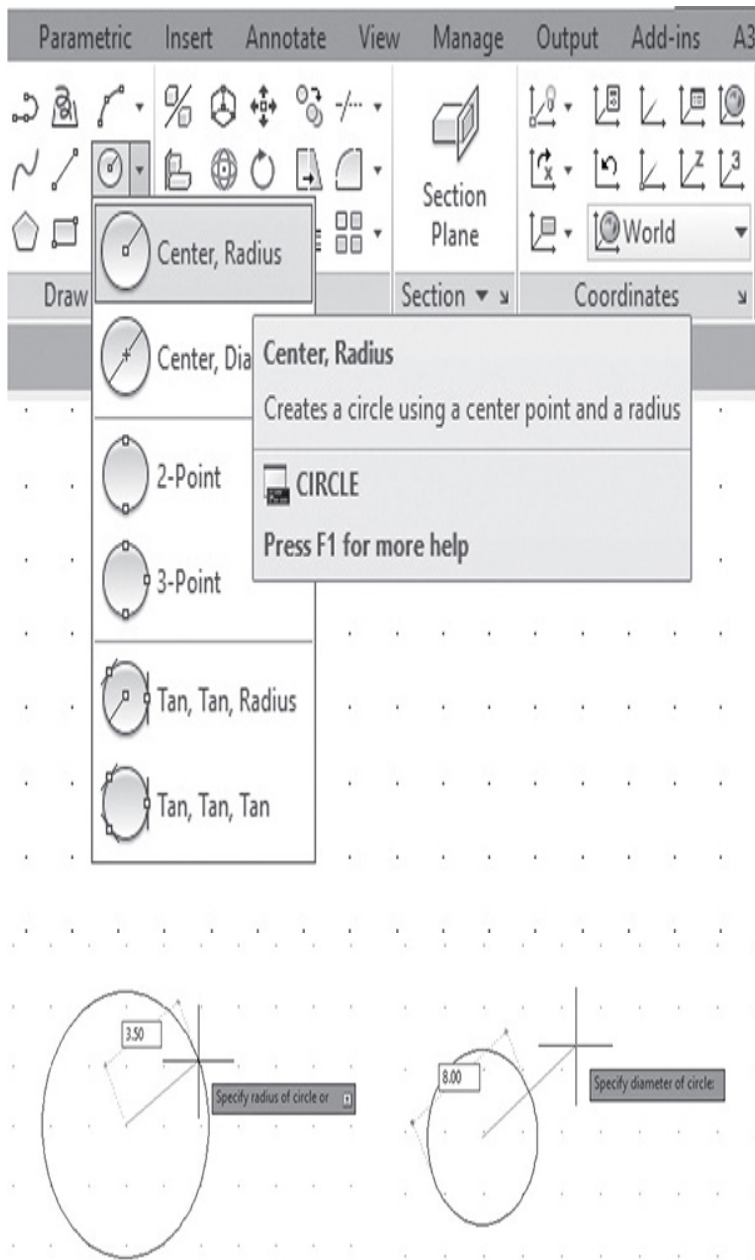 Parametric Insert Annotate View Manage Output Add-ins A3
Section
Plane
World
Draw
Section
Coordinates
Center, Radius
Center, Dia
2-Point
3-Point
Tan, Tan, Radius
Tan, Tan, Tan
Center, Radius
Creates a circle using a center point and a radius
CIRCLE
Press F1 for more help
3.50
Specify radius of circle or
8.00
Specify diameter of circle: